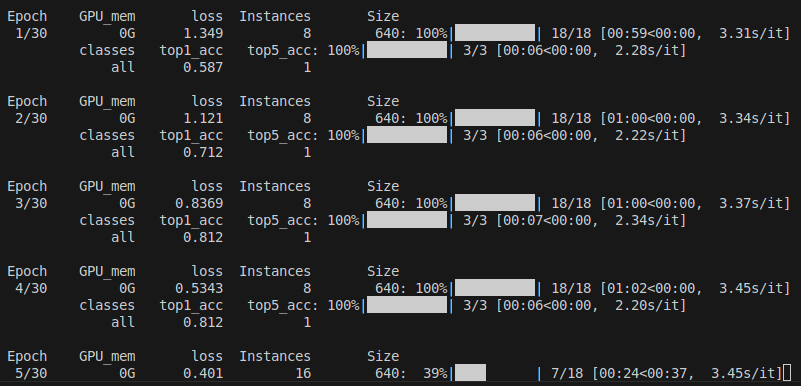 Epoch GPU_mem loss Instances Size
1/30 0G 1.349 8 640: 100%|██████████| 18/18 [00:59<00:00, 3.31s/it]
classes top1_acc top5_acc: 100%|██████████| 3/3 [00:06<00:00, 2.28s/it]
all 0.587 1
Epoch GPU_mem loss Instances Size
2/30 0G 1.121 8 640: 100%|██████████| 18/18 [01:00<00:00, 3.34s/it]
classes top1_acc top5_acc: 100%|██████████| 3/3 [00:06<00:00, 2.22s/it]
all 0.712 1
Epoch GPU_mem loss Instances Size
3/30 0G 0.8369 8 640: 100%|██████████| 18/18 [01:00<00:00, 3.37s/it]
classes top1_acc top5_acc: 100%|██████████| 3/3 [00:07<00:00, 2.34s/it]
all 0.812 1
Epoch GPU_mem loss Instances Size
4/30 0G 0.5343 8 640: 100%|██████████| 18/18 [01:02<00:00, 3.45s/it]
classes top1_acc top5_acc: 100%|██████████| 3/3 [00:06<00:00, 2.20s/it]
all 0.812 1
Epoch GPU_mem loss Instances Size
5/30 0G 0.401 16 640: 39%|███▉ | 7/18 [00:24<00:37, 3.45s/it]